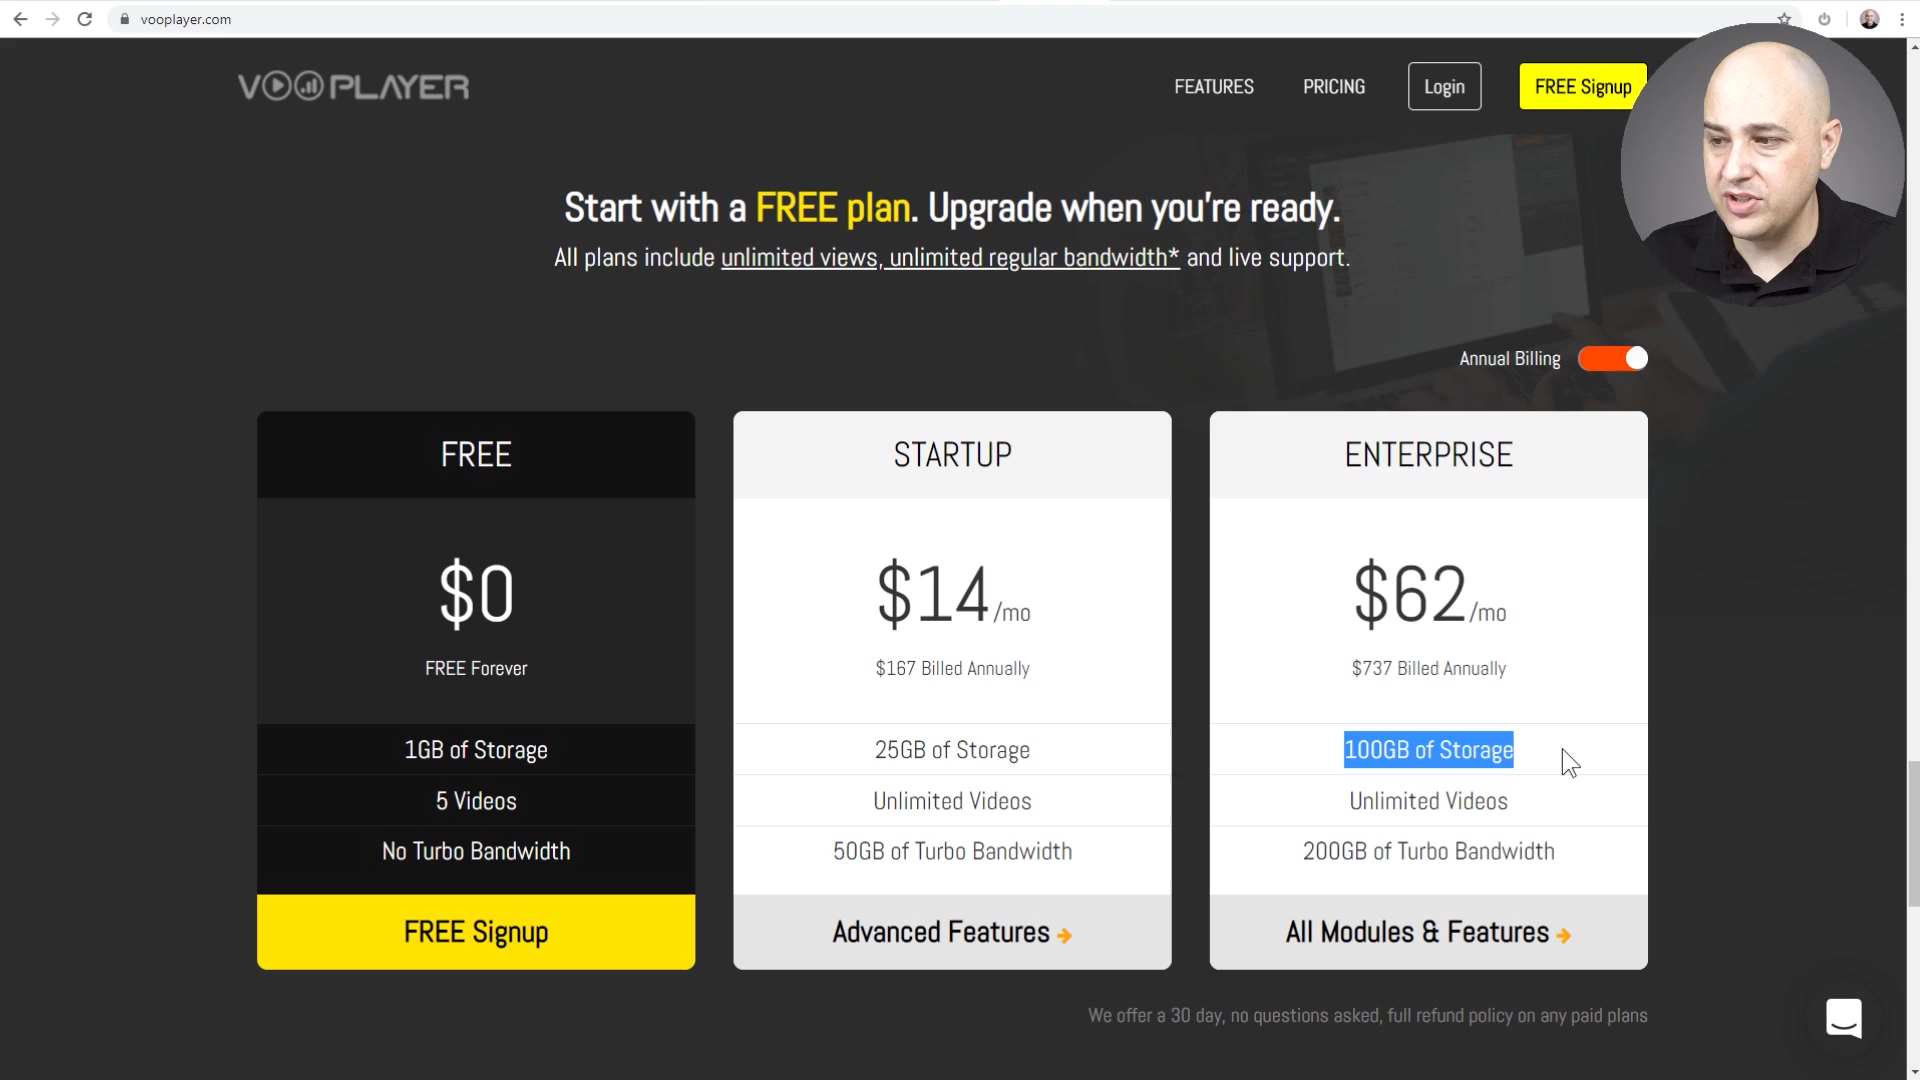 vooplayer.com
VOOPLAYER
FEATURES
PRICING
Login
FREE Signup
Start with a FREE plan. Upgrade when you're ready.
All plans include unlimited views, unlimited regular bandwidth* and live support.
Annual Billing
FREE
$0
FREE Forever
1GB of Storage
5 Videos
No Turbo Bandwidth
FREE Signup
STARTUP
$14/mo
$167 Billed Annually
25GB of Storage
Unlimited Videos
50GB of Turbo Bandwidth
Advanced Features
ENTERPRISE
$62/mo
$737 Billed Annually
100GB of Storage
Unlimited Videos
200GB of Turbo Bandwidth
All Modules & Features
We offer a 30 day, no questions asked, full refund policy on any paid plans